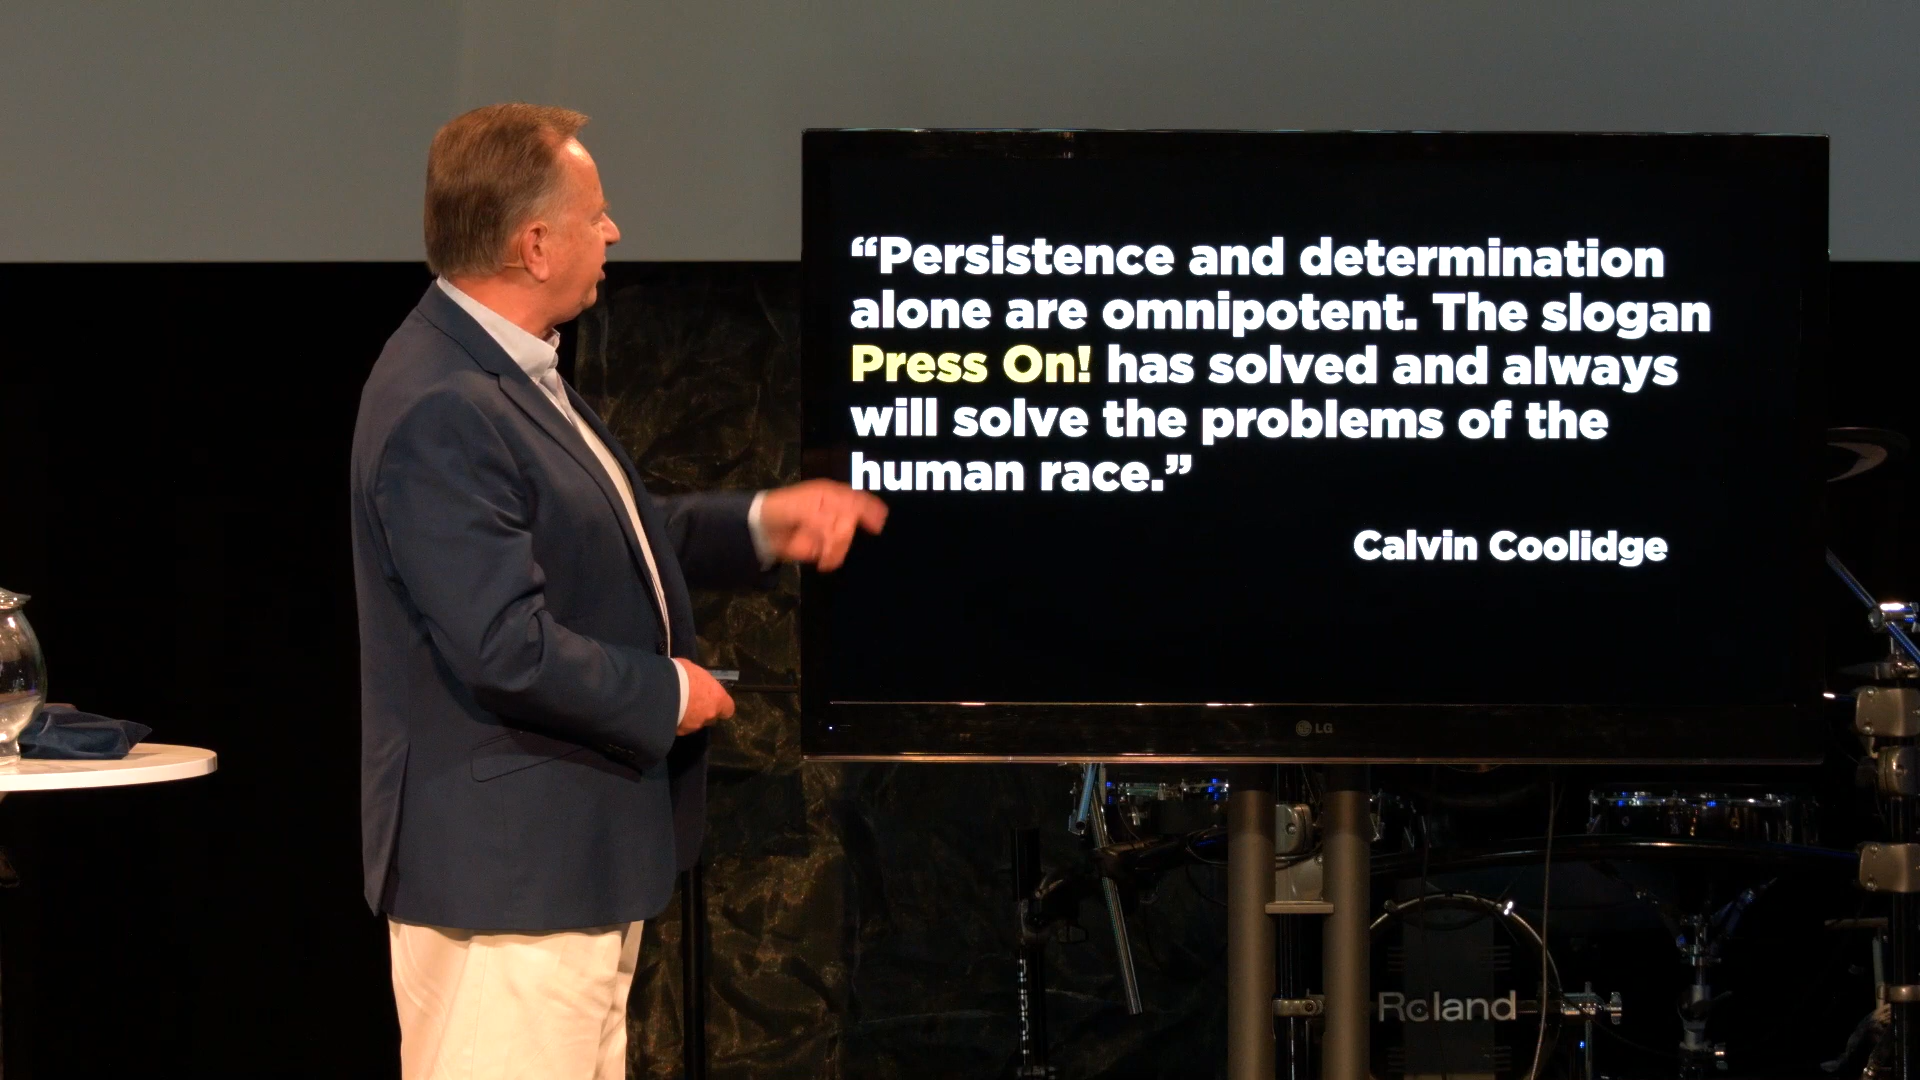 “Persistence and determination
alone are omnipotent. The slogan
Press On! has solved and always
will solve the problems of the
human race.”
Calvin Coolidge
LG
Roland